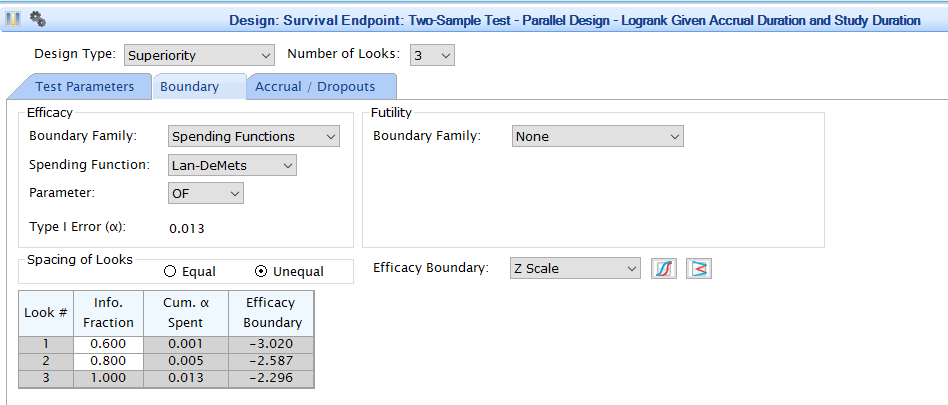 Design: Survival Endpoint: Two-Sample Test - Parallel Design - Logrank Given Accrual Duration and Study Duration
Design Type: Superiority Number of Looks: 3
Test Parameters Boundary Accrual / Dropouts
Efficacy
Boundary Family: Spending Functions
Spending Function: Lan-DeMets
Parameter: OF
Type I Error (α): 0.013
Futility
Boundary Family: None
Spacing of Looks
Equal Unequal
Efficacy Boundary: Z Scale
Look # Info. Fraction Cum. α Spent Efficacy Boundary
1 0.600 0.001 -3.020
2 0.800 0.005 -2.587
3 1.000 0.013 -2.296